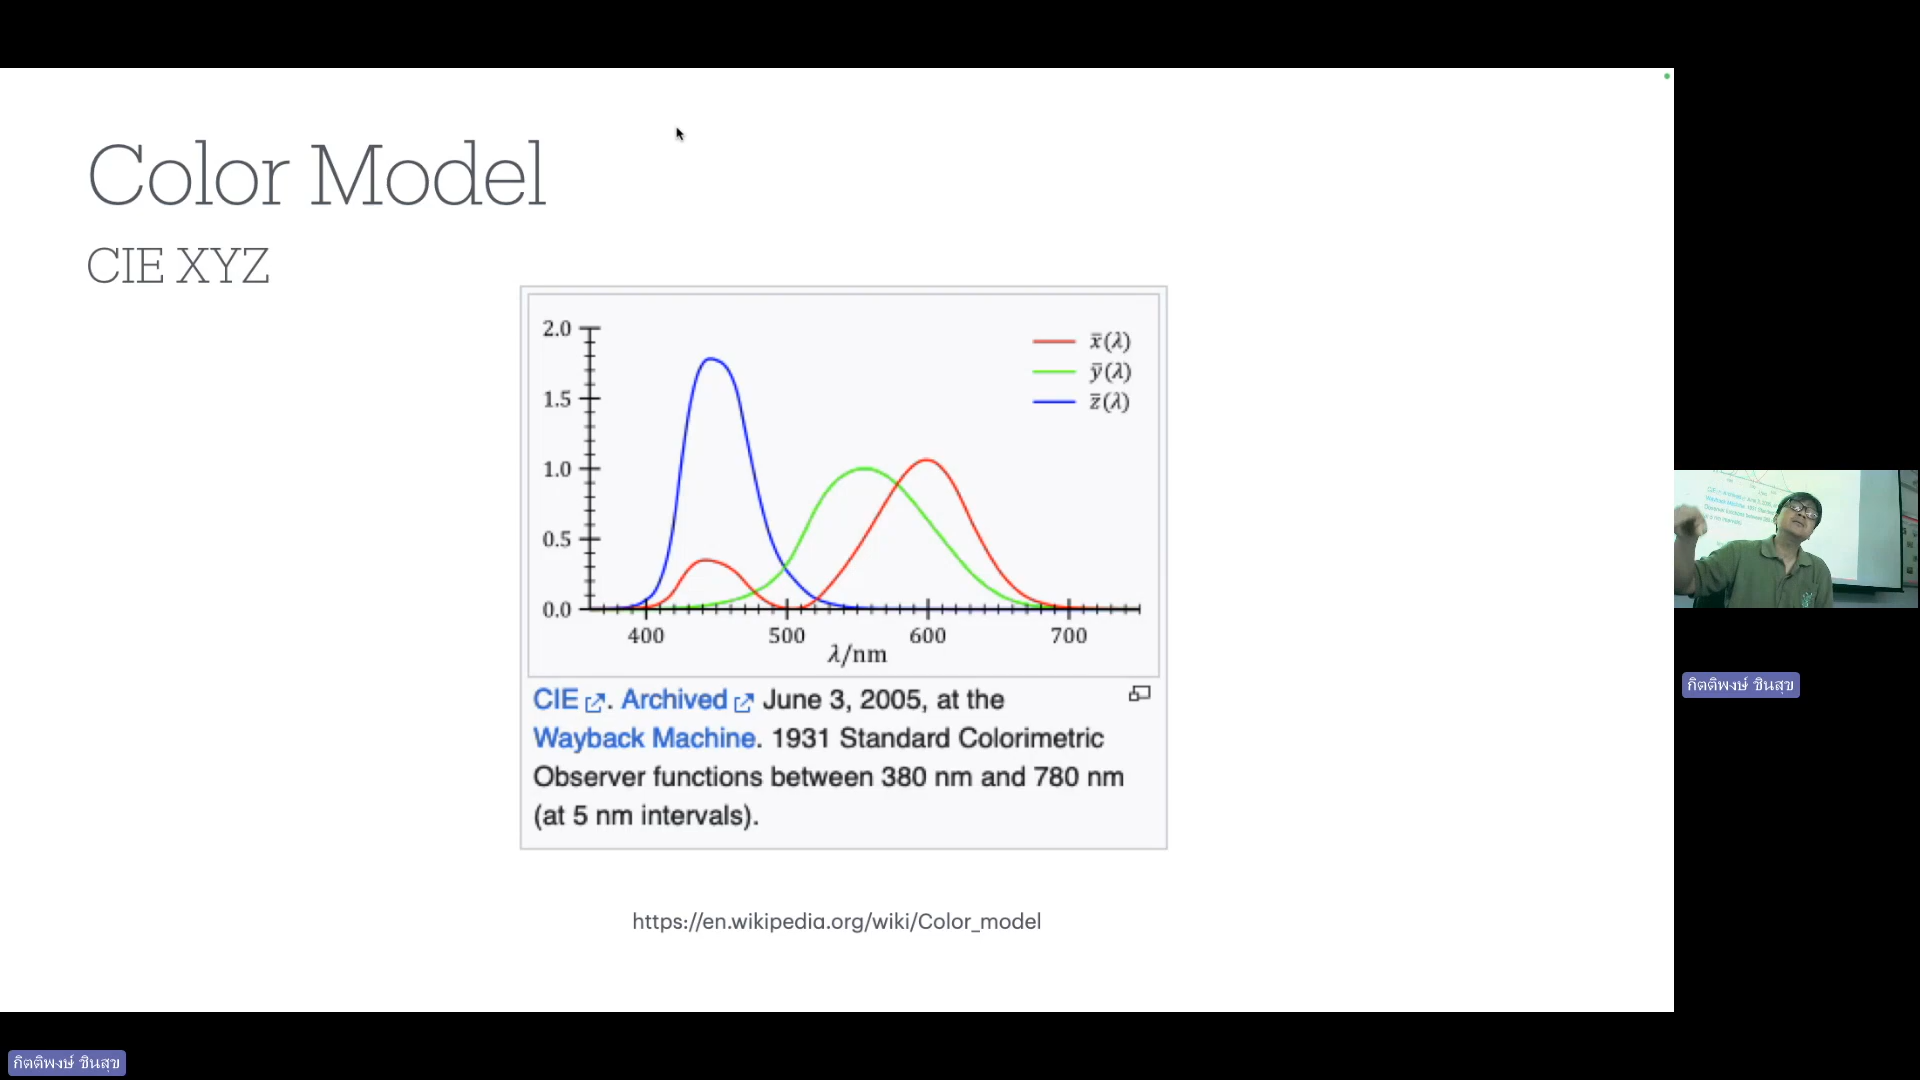 Color Model
CIE XYZ
2.0
1.5
1.0
0.5
0.0
x̄(λ)
ȳ(λ)
z̄(λ)
400 500 600 700
λ/nm
CIE . Archived June 3, 2005, at the
Wayback Machine. 1931 Standard Colorimetric
Observer functions between 380 nm and 780 nm
(at 5 nm intervals).
https://en.wikipedia.org/wiki/Color_model
กิตติพงษ์ ชินสุข
กิตติพงษ์ ชินสุข